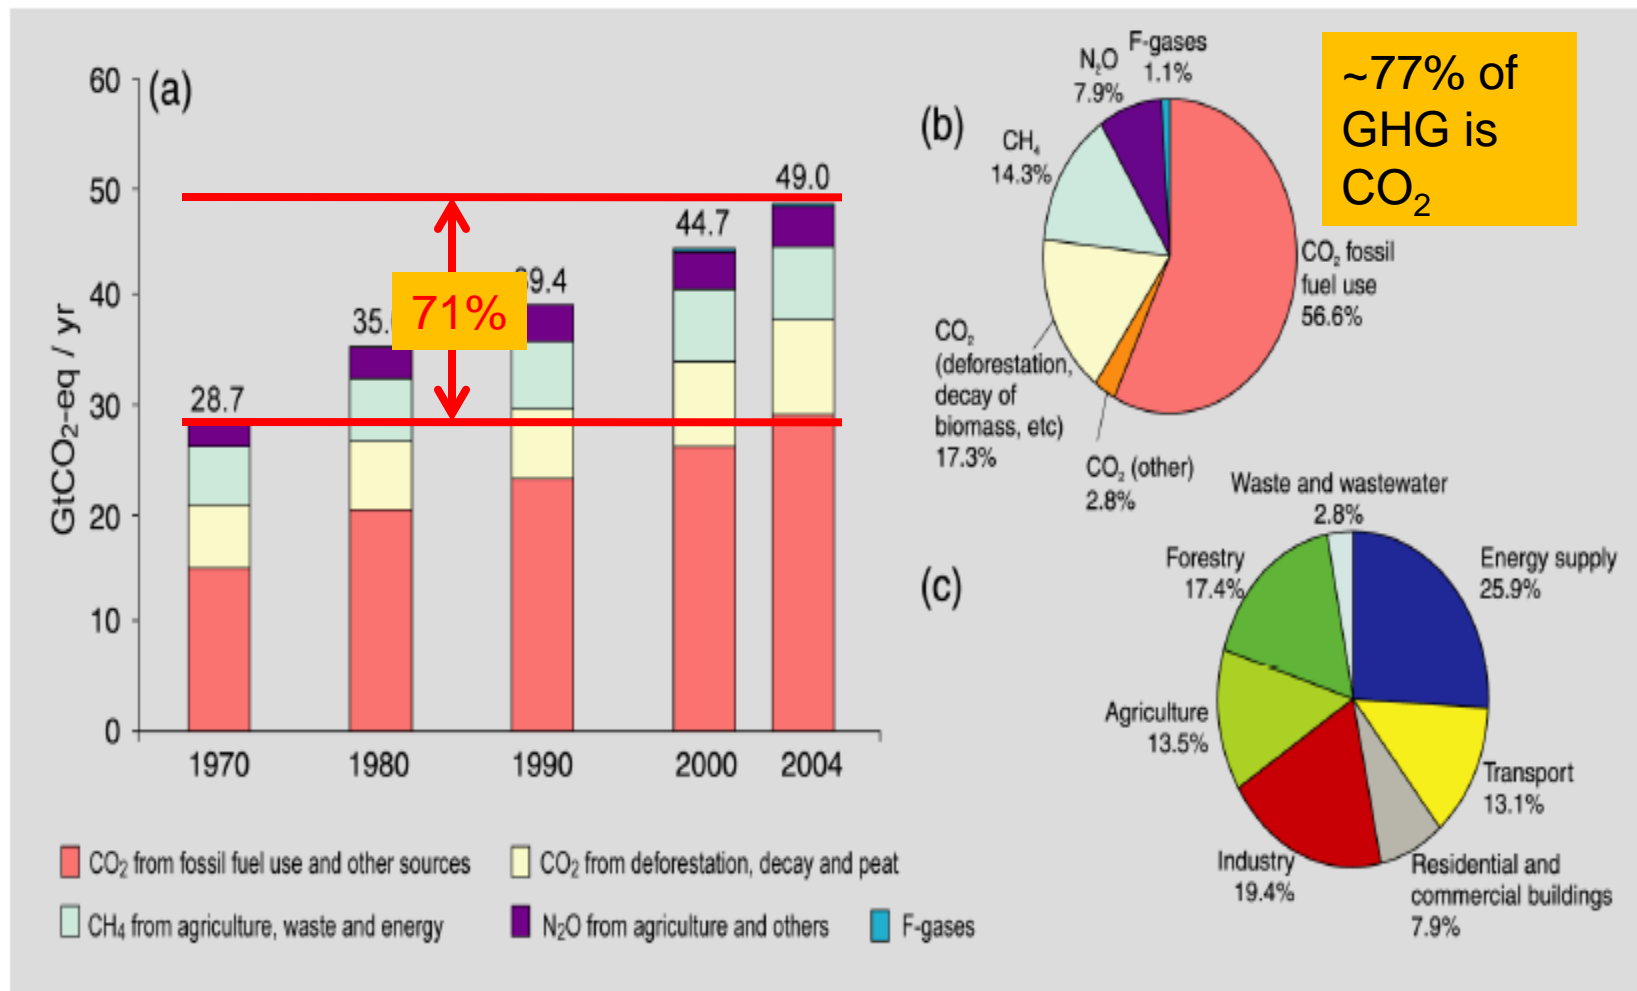 (a)
60
50
40
30
20
10
0
GtCO₂-eq / yr
28.7
44.7
49.0
71%
1970
1980
1990
2000
2004
CO₂ from fossil fuel use and other sources
CO₂ from deforestation, decay and peat
CH₄ from agriculture, waste and energy
N₂O from agriculture and others
F-gases
(b)
F-gases
1.1%
N₂O
7.9%
CH₄
14.3%
CO₂ fossil
fuel use
56.6%
CO₂
(deforestation,
decay of
biomass, etc)
17.3%
CO₂ (other)
2.8%
~77% of
GHG is
CO₂
(c)
Waste and wastewater
2.8%
Forestry
17.4%
Energy supply
25.9%
Agriculture
13.5%
Transport
13.1%
Industry
19.4%
Residential and
commercial buildings
7.9%